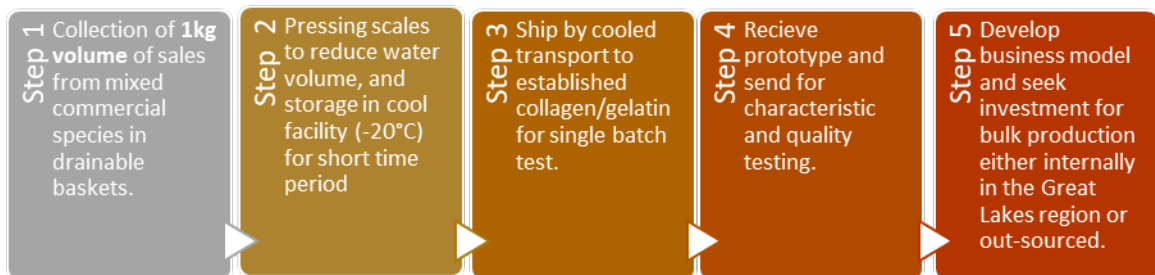 Step 1
Collection of 1kg
volume of sales
from mixed
commercial
species in
drainable
baskets.
Step 2
Pressing scales
to reduce water
volume, and
storage in cool
facility (-20°C)
for short time
period
Step 3
Ship by cooled
transport to
established
collagen/gelatin
for single batch
test.
Step 4
Recieve
prototype and
send for
characteristic
and quality
testing.
Step 5
Develop
business model
and seek
investment for
bulk production
either internally
in the Great
Lakes region or
out-sourced.